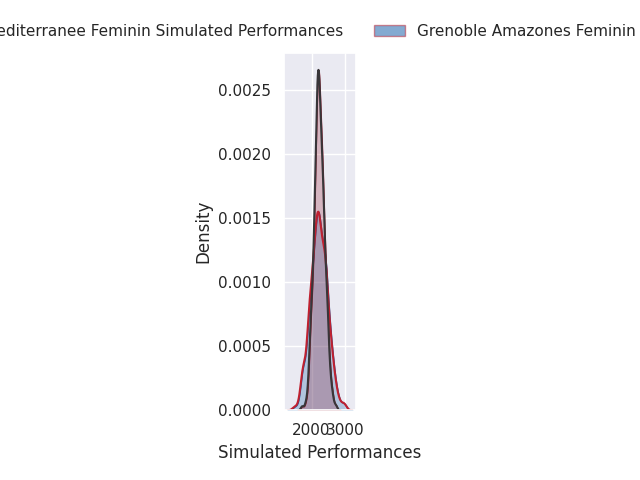 editerranee Feminin Simulated Performances
Grenoble Amazones Feminin
0.0025
0.0020
0.0015
0.0010
0.0005
0.0000
Density
2000 3000
Simulated Performances